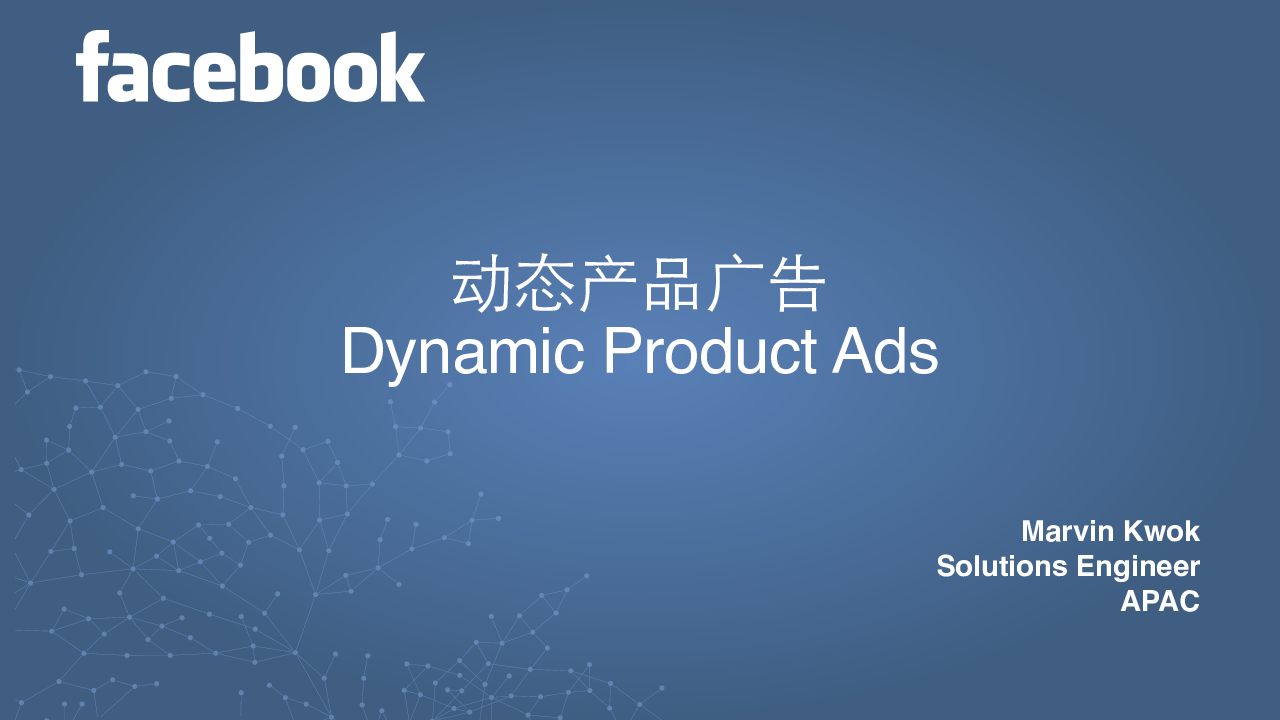 facebook
动态产品广告
Dynamic Product Ads
Marvin Kwok
Solutions Engineer
APAC